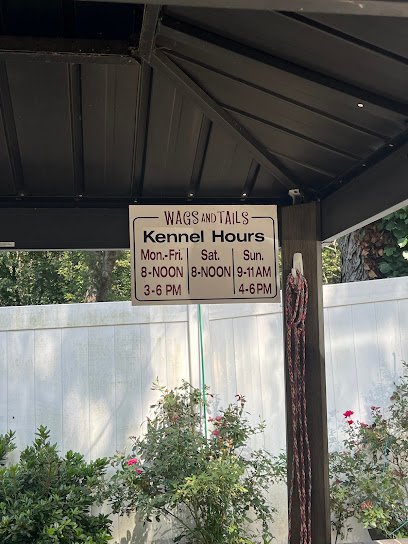 WAGS AND TAILS
Kennel Hours
Mon.-Fri. Sat. Sun.
8-NOON 8-NOON 9-11 AM
3-6 PM 4-6 PM